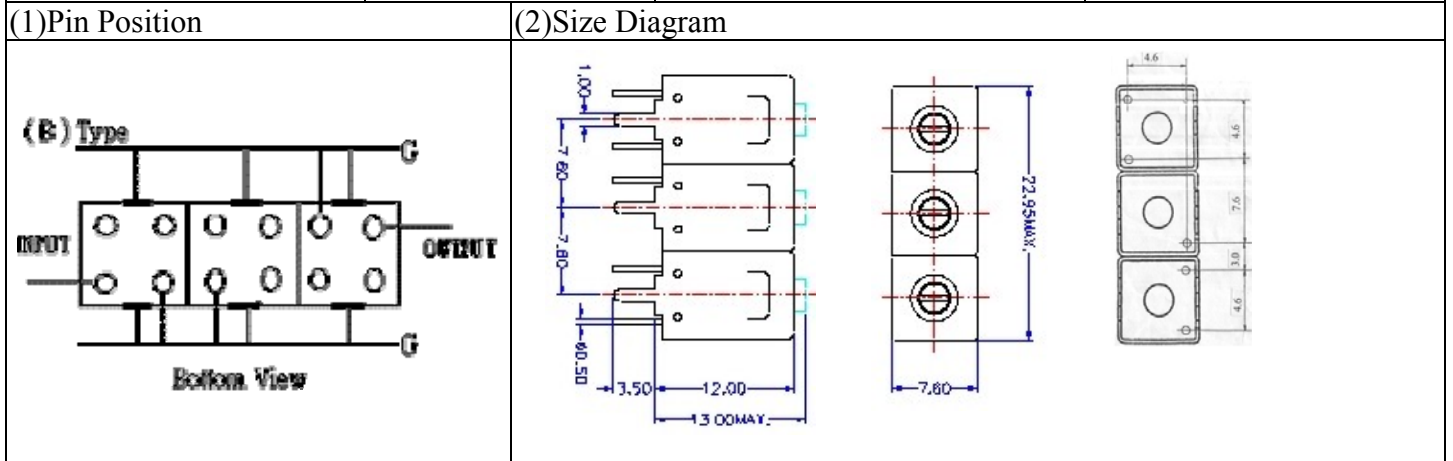 (1)Pin Position
(2)Size Diagram
(B) Type
G
INPUT
OUTPUT
G
Bottom View
1.00
7.60
7.60
ø0.50
3.50
12.00
13.00MAX.
22.95MAX.
7.60
4.6
4.6
7.6
3.0
4.6